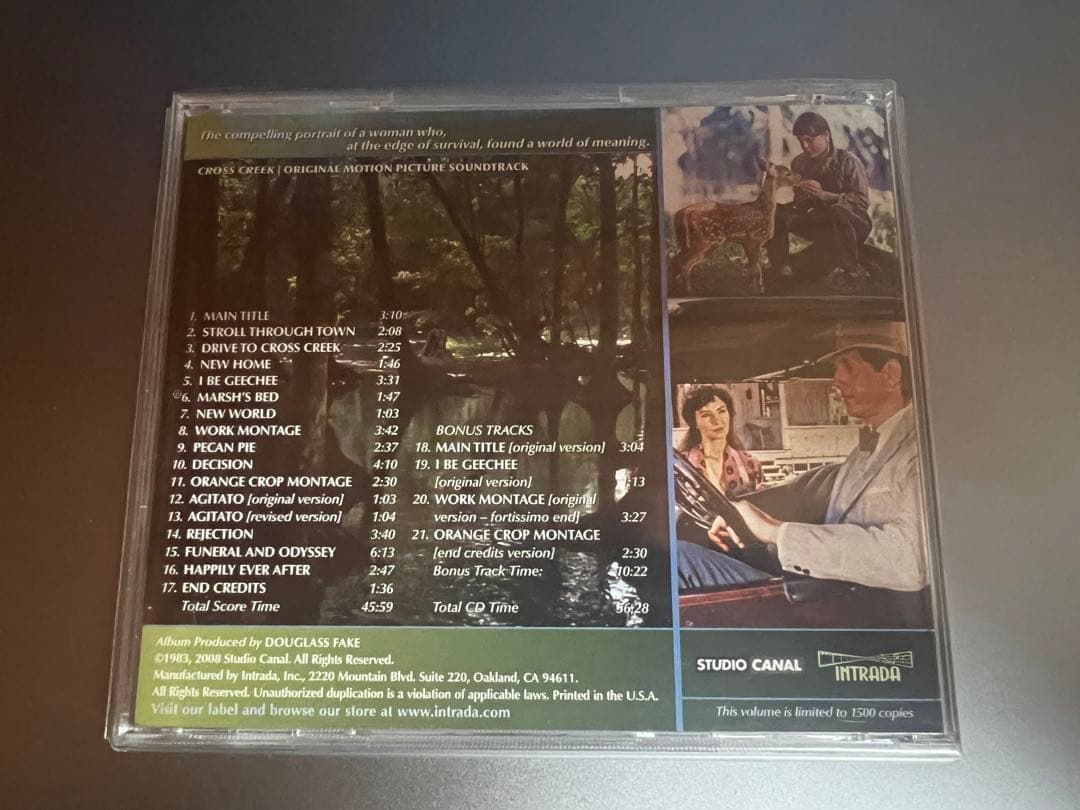 The compelling portrait of a woman who,
at the edge of survival, found a world of meaning.
CROSS CREEK | ORIGINAL MOTION PICTURE SOUNDTRACK
1. MAIN TITLE 3:10
2. STROLL THROUGH TOWN 2:08
3. DRIVE TO CROSS CREEK 2:25
4. NEW HOME 1:46
5. I BE GEECHEE 3:31
6. MARSH'S BED 1:47
7. NEW WORLD 1:03
8. WORK MONTAGE 3:42
9. PECAN PIE 2:37
10. DECISION 4:10
11. ORANGE CROP MONTAGE 2:30
12. AGITATO [original version] 1:03
13. AGITATO [revised version] 1:04
14. REJECTION 3:40
15. FUNERAL AND ODYSSEY 6:13
16. HAPPILY EVER AFTER 2:47
17. END CREDITS 1:36
Total Score Time 45:59
BONUS TRACKS
18. MAIN TITLE [original version] 3:04
19. I BE GEECHEE
[original version] :13
20. WORK MONTAGE [original
version – fortissimo end] 3:27
21. ORANGE CROP MONTAGE
[end credits version] 2:30
Bonus Track Time: 10:22
Total CD Time 56:28
Album Produced by DOUGLASS FAKE
©1983, 2008 Studio Canal. All Rights Reserved.
Manufactured by Intrada, Inc., 2220 Mountain Blvd. Suite 220, Oakland, CA 94611.
All Rights Reserved. Unauthorized duplication is a violation of applicable laws. Printed in the U.S.A.
Visit our label and browse our store at www.intrada.com
STUDIO CANAL
INTRADA
This volume is limited to 1500 copies